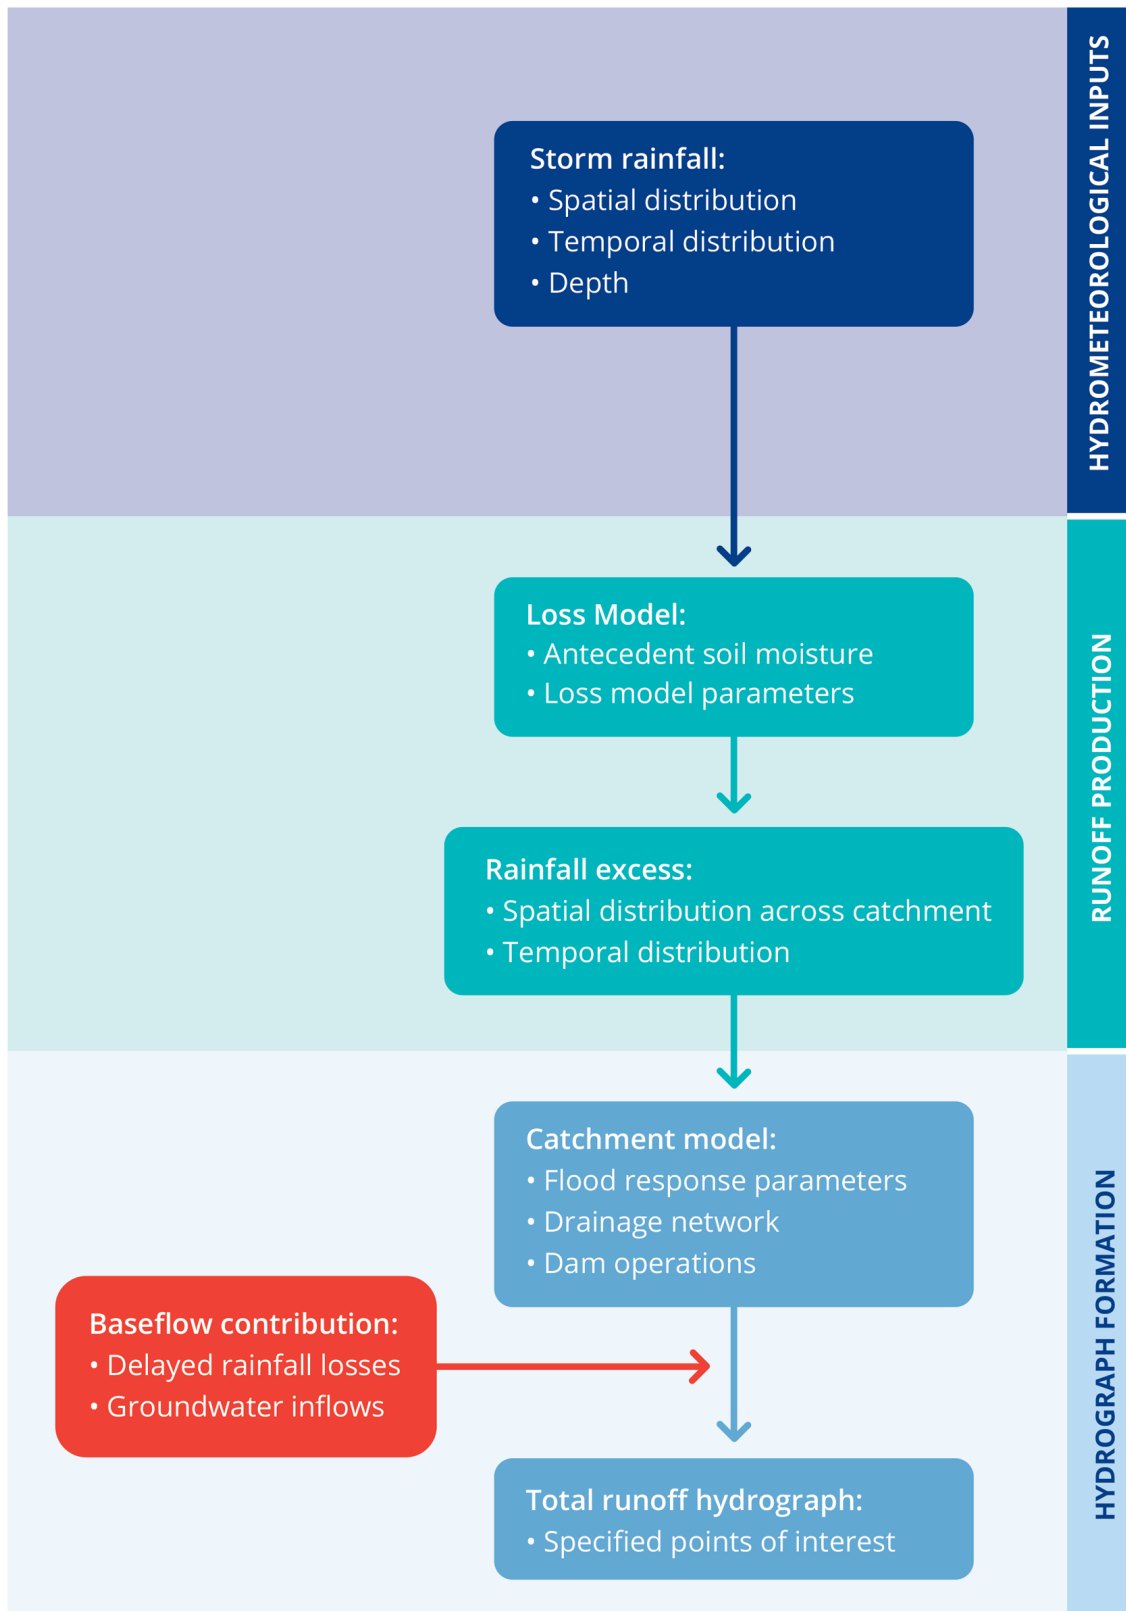 HYDROMETEOROLOGICAL INPUTS
Storm rainfall:
• Spatial distribution
• Temporal distribution
• Depth
RUNOFF PRODUCTION
Loss Model:
• Antecedent soil moisture
• Loss model parameters
Rainfall excess:
• Spatial distribution across catchment
• Temporal distribution
HYDROGRAPH FORMATION
Catchment model:
• Flood response parameters
• Drainage network
• Dam operations
Baseflow contribution:
• Delayed rainfall losses
• Groundwater inflows
Total runoff hydrograph:
• Specified points of interest